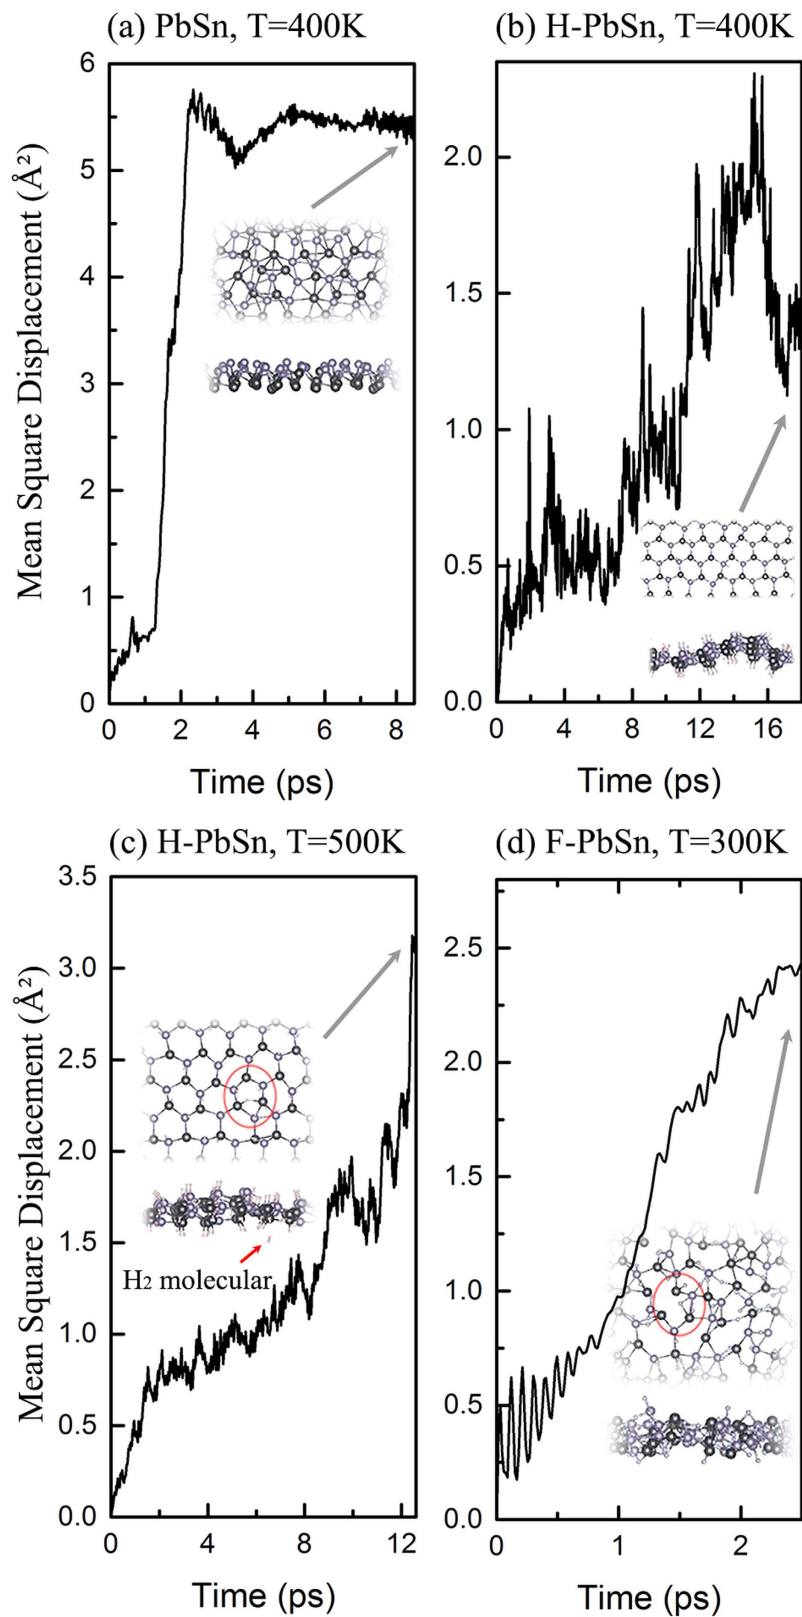 (a) PbSn, T=400K
(b) H-PbSn, T=400K
Mean Square Displacement (Å²)
6
5
4
3
2
1
0
0 2 4 6 8
Time (ps)
2.0
1.5
1.0
0.5
0.0
0 4 8 12 16
Time (ps)
(c) H-PbSn, T=500K
(d) F-PbSn, T=300K
Mean Square Displacement (Å²)
3.5
3.0
2.5
2.0
1.5
1.0
0.5
0.0
H2 molecular
0 4 8 12
Time (ps)
2.5
2.0
1.5
1.0
0.5
0.0
0 1 2
Time (ps)